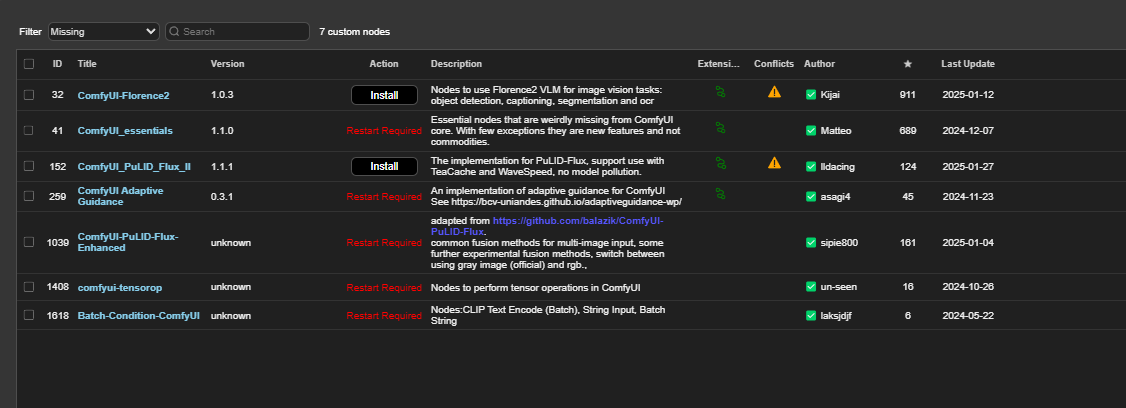 Filter Missing Search 7 custom nodes
ID Title Version Action Description Extensi... Conflicts Author ★ Last Update
32 ComfyUI-Florence2 1.0.3 Install Nodes to use Florence2 VLM for image vision tasks:
object detection, captioning, segmentation and ocr
Kijai 911 2025-01-12
41 ComfyUI_essentials 1.1.0 Restart Required Essential nodes that are weirdly missing from ComfyUI
core. With few exceptions they are new features and not
commodities.
Matteo 689 2024-12-07
152 ComfyUI_PuLID_Flux_ll 1.1.1 Install The implementation for PuLID-Flux, support use with
TeaCache and WaveSpeed, no model pollution.
lldacing 124 2025-01-27
259 ComfyUI Adaptive
Guidance
0.3.1 Restart Required An implementation of adaptive guidance for ComfyUI
See https://bcv-uniandes.github.io/adaptiveguidance-wp/
asagi4 45 2024-11-23
1039 ComfyUI-PuLID-Flux-
Enhanced
unknown Restart Required adapted from https://github.com/balazik/ComfyUI-
PuLID-Flux.
common fusion methods for multi-image input, some
further experimental fusion methods, switch between
using gray image (official) and rgb.,
sipie800 161 2025-01-04
1408 comfyui-tensorop unknown Restart Required Nodes to perform tensor operations in ComfyUI un-seen 16 2024-10-26
1618 Batch-Condition-ComfyUI unknown Restart Required Nodes:CLIP Text Encode (Batch), String Input, Batch
String
laksjdjf 6 2024-05-22